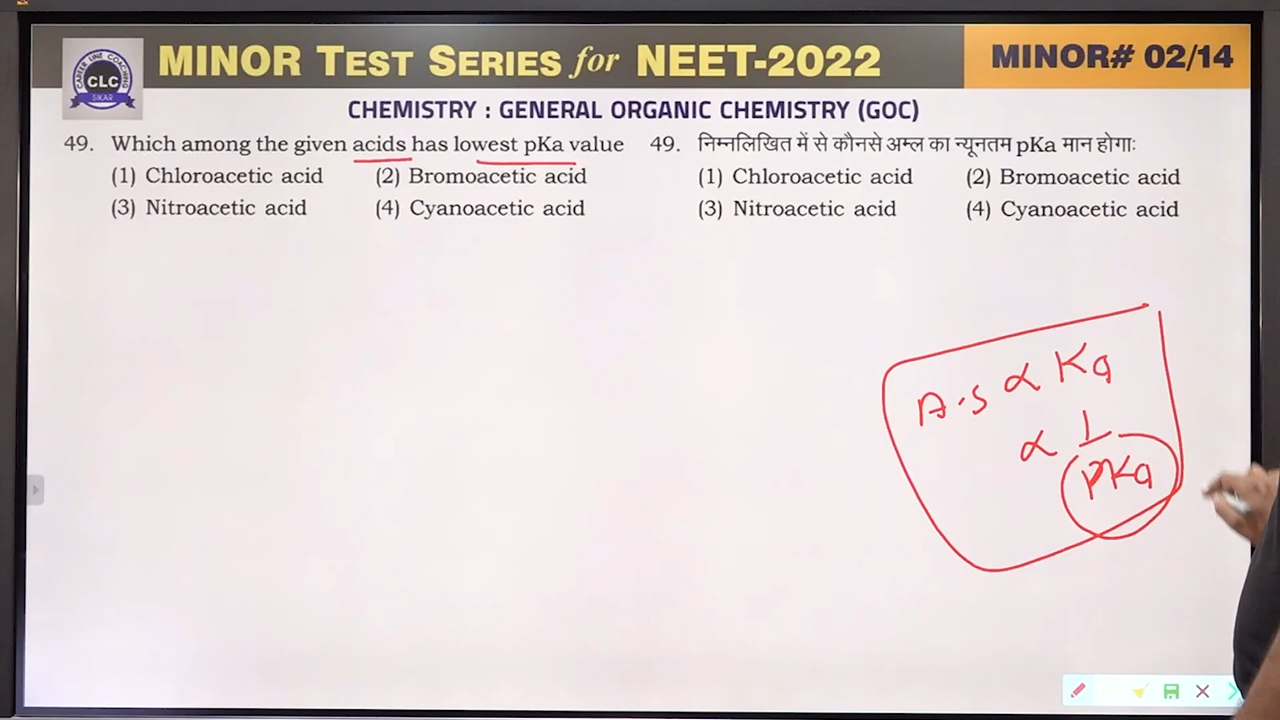 CAREER LINE COACHING
CLC
SIKAR
MINOR TEST SERIES for NEET-2022
MINOR# 02/14
CHEMISTRY : GENERAL ORGANIC CHEMISTRY (GOC)
49. Which among the given acids has lowest pKa value
(1) Chloroacetic acid (2) Bromoacetic acid
(3) Nitroacetic acid (4) Cyanoacetic acid
49. निम्नलिखित में से कौनसे अम्ल का न्यूनतम pKa मान होगाः
(1) Chloroacetic acid (2) Bromoacetic acid
(3) Nitroacetic acid (4) Cyanoacetic acid
A.S ∝ Ka
∝ 1
PKa